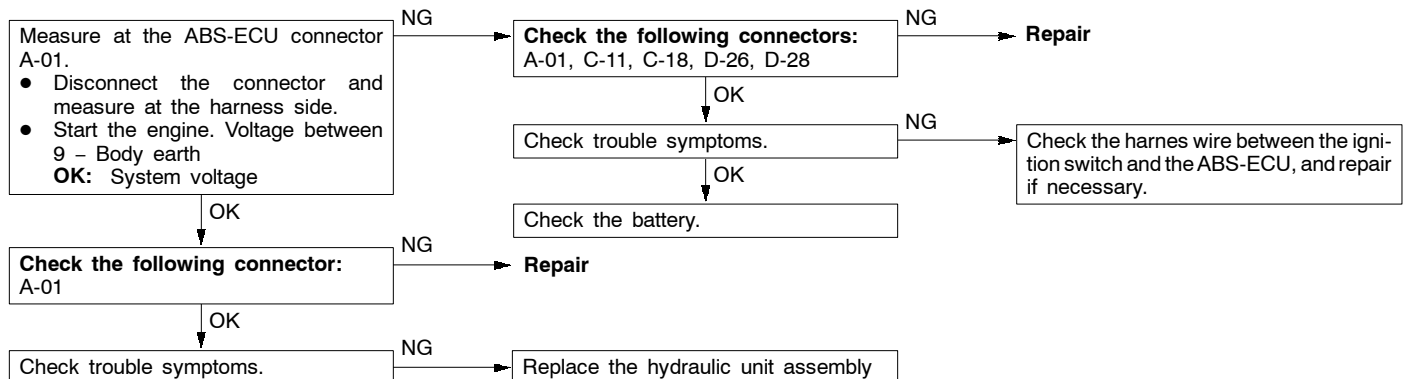 Measure at the ABS-ECU connector
A-01.
● Disconnect the connector and
measure at the harness side.
● Start the engine. Voltage between
9 – Body earth
OK: System voltage
NG
Check the following connectors:
A-01, C-11, C-18, D-26, D-28
NG
Repair
OK
Check trouble symptoms.
NG
Check the harnes wire between the igni-
tion switch and the ABS-ECU, and repair
if necessary.
OK
Check the battery.
OK
Check the following connector:
A-01
NG
Repair
OK
Check trouble symptoms.
NG
Replace the hydraulic unit assembly